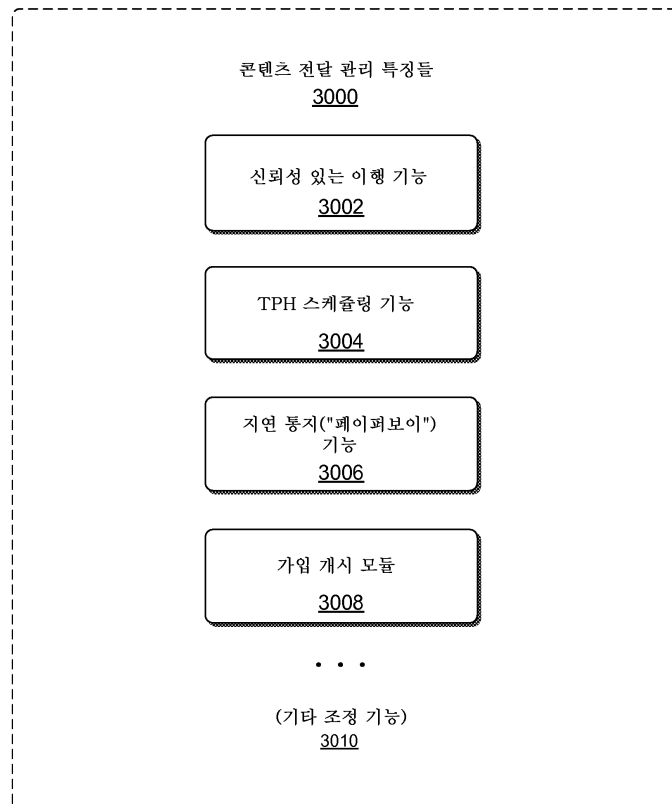 콘텐츠 전달 관리 특징들
3000
신뢰성 있는 이행 기능
3002
TPH 스케쥴링 기능
3004
지연 통지("페이퍼보이")
기능
3006
가입 개시 모듈
3008
. . .
(기타 조정 기능)
3010